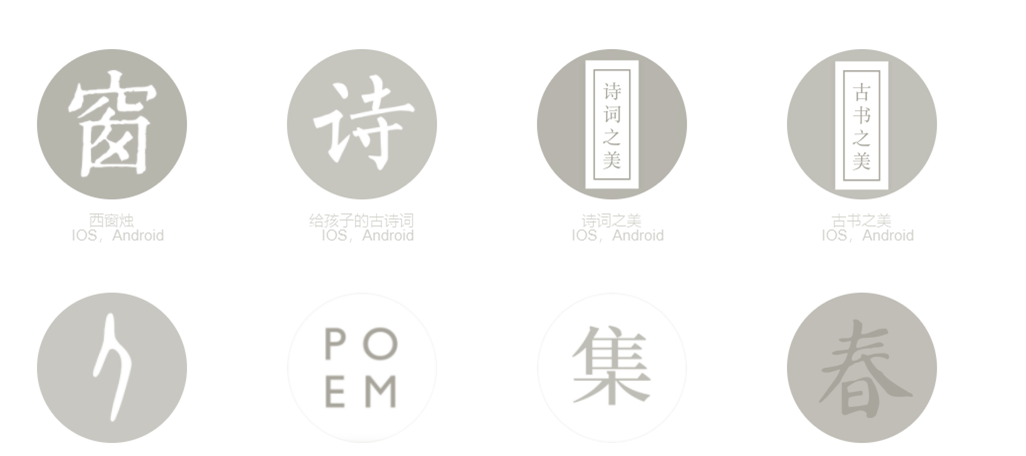 窗
诗
诗词之美
古书之美
西窗烛
给孩子的古诗词
诗词之美
古书之美
IOS，Android
IOS，Android
IOS，Android
IOS，Android
PO
EM
集
春